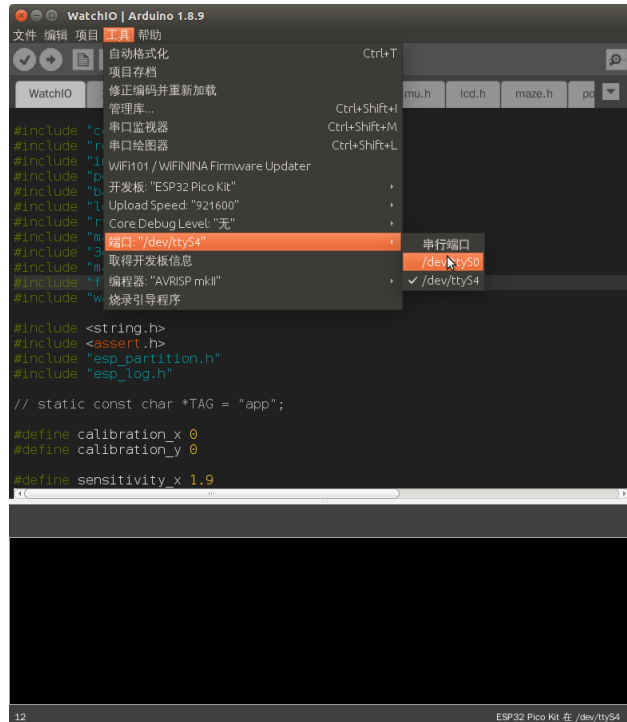 WatchIO | Arduino 1.8.9
文件 编辑 项目 工具 帮助
WatchIO
mu.h
lcd.h
maze.h
po
自动格式化 Ctrl+T
项目存档
修正编码并重新加载
管理库... Ctrl+Shift+I
串口监视器 Ctrl+Shift+M
串口绘图器 Ctrl+Shift+L
WiFi101 / WiFiNINA Firmware Updater
开发板: "ESP32 Pico Kit"
Upload Speed: "921600"
Core Debug Level: "无"
端口: "/dev/ttyS4"
取得开发板信息
编程器: "AVRISP mkII"
烧录引导程序
串行端口
/dev/ttyS0
✓ /dev/ttyS4
#include "c
#include "r
#include "i
#include "p
#include "b
#include "l
#include "r
#include "m
#include "3
#include "m
#include "f
#include "w
#include <string.h>
#include <assert.h>
#include "esp_partition.h"
#include "esp_log.h"
// static const char *TAG = "app";
#define calibration_x 0
#define calibration_y 0
#define sensitivity_x 1.9
12
ESP32 Pico Kit 在 /dev/ttyS4